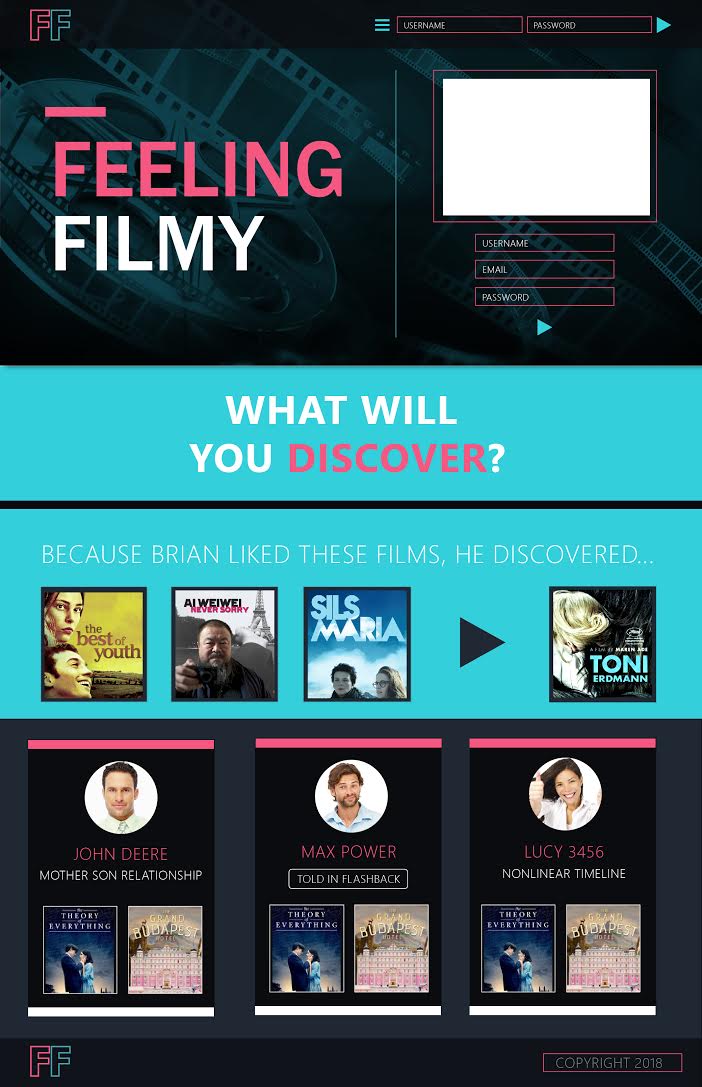 FF
USERNAME
PASSWORD
FEELING
FILMY
USERNAME
EMAIL
PASSWORD
WHAT WILL
YOU DISCOVER?
BECAUSE BRIAN LIKED THESE FILMS, HE DISCOVERED...
the
best of
youth
AI WEIWEI
NEVER SORRY
SILS
MARIA
A FILM BY MAREN ADE
TONI
ERDMANN
JOHN DEERE
MOTHER SON RELATIONSHIP
THE
THEORY of
EVERYTHING
THE
GRAND
BUDAPEST
HOTEL
MAX POWER
TOLD IN FLASHBACK
THE
THEORY of
EVERYTHING
THE
GRAND
BUDAPEST
HOTEL
LUCY 3456
NONLINEAR TIMELINE
THE
THEORY of
EVERYTHING
THE
GRAND
BUDAPEST
HOTEL
FF
COPYRIGHT 2018